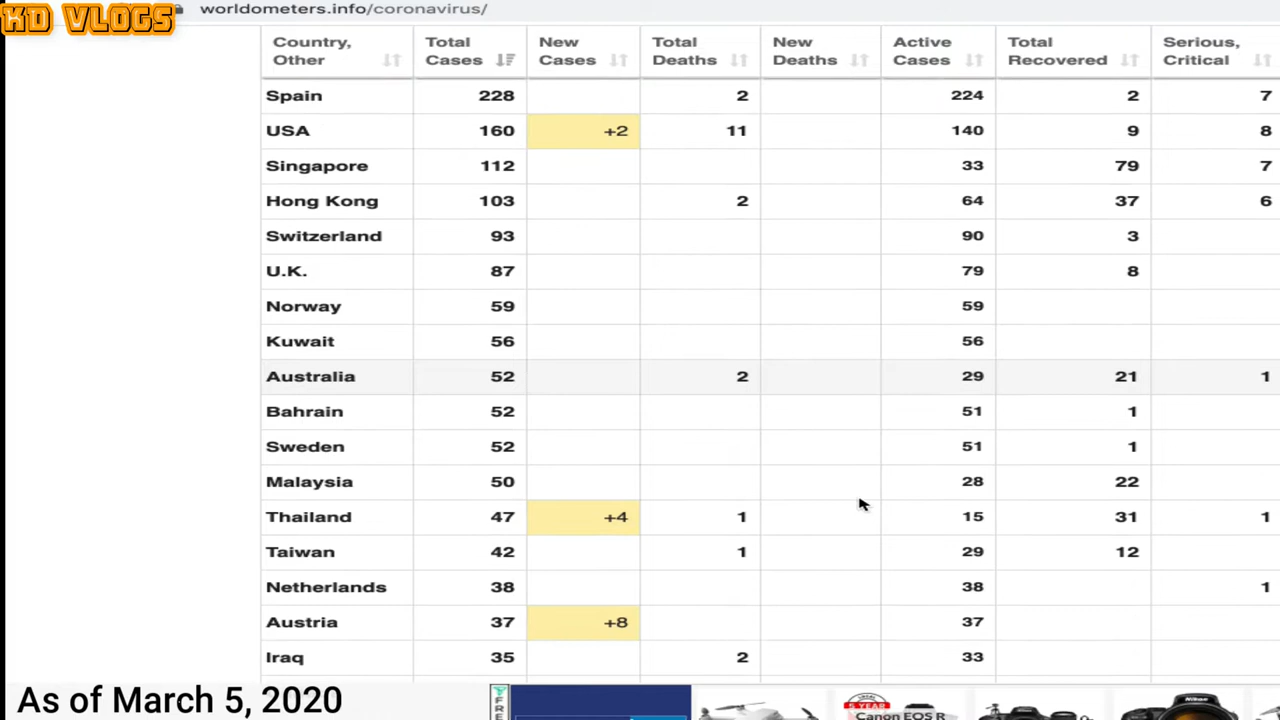 KD VLOGS
worldometers.info/coronavirus/
Country, Other Total Cases New Cases Total Deaths New Deaths Active Cases Total Recovered Serious, Critical
Spain 228 2 224 2 7
USA 160 +2 11 140 9 8
Singapore 112 33 79 7
Hong Kong 103 2 64 37 6
Switzerland 93 90 3
U.K. 87 79 8
Norway 59 59
Kuwait 56 56
Australia 52 2 29 21 1
Bahrain 52 51 1
Sweden 52 51 1
Malaysia 50 28 22
Thailand 47 +4 1 15 31 1
Taiwan 42 1 29 12
Netherlands 38 38 1
Austria 37 +8 37
Iraq 35 2 33
As of March 5, 2020
FRE
5 YEAR
Canon EOS R